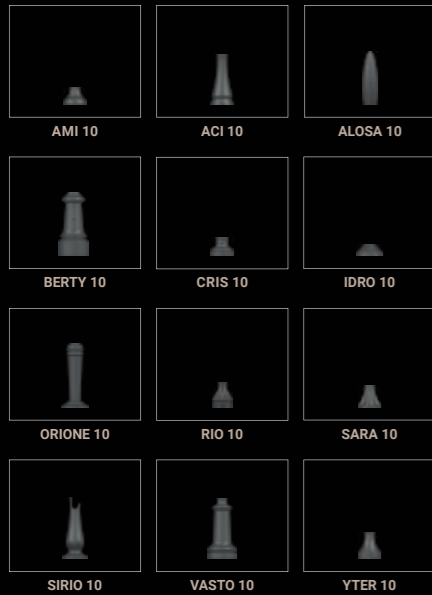 AMI 10
ACI 10
ALOSA 10
BERTY 10
CRIS 10
IDRO 10
ORIONE 10
RIO 10
SARA 10
SIRIO 10
VASTO 10
YTER 10